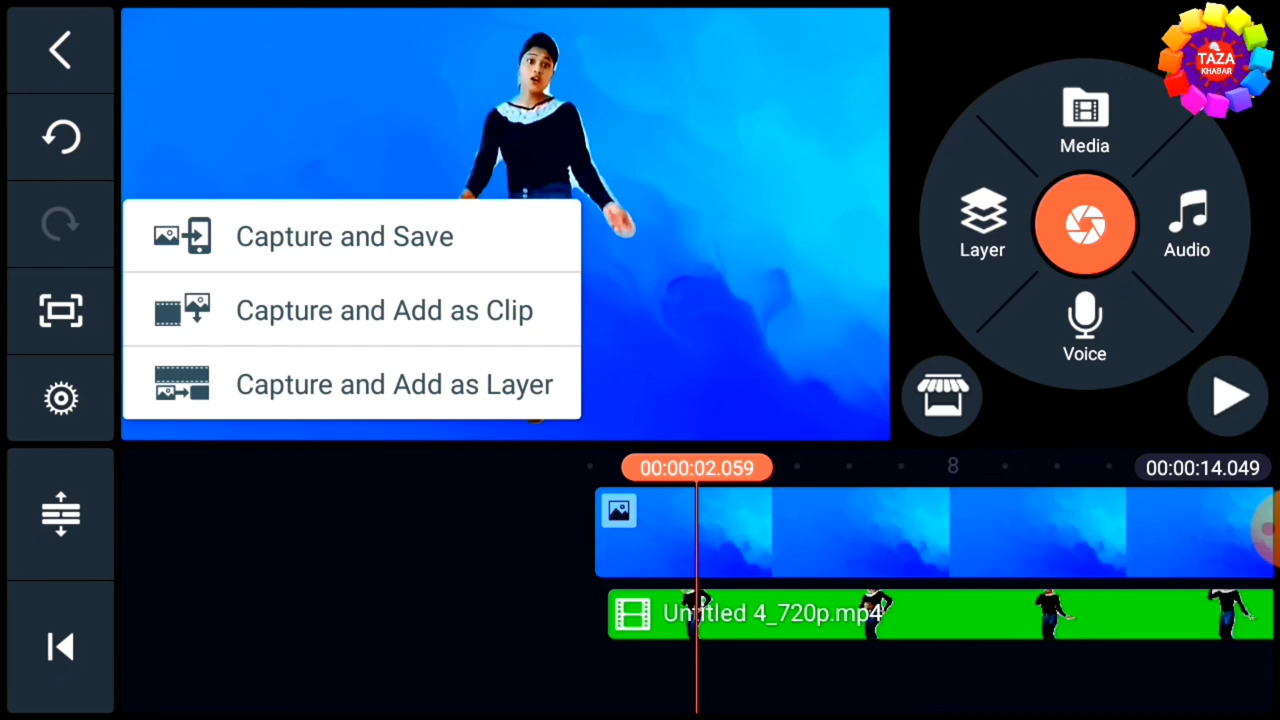 TAZA
KHABAR
Media
Layer
Audio
Voice
Capture and Save
Capture and Add as Clip
Capture and Add as Layer
00:00:02.059
8
00:00:14.049
Untitled 4_720p.mp4